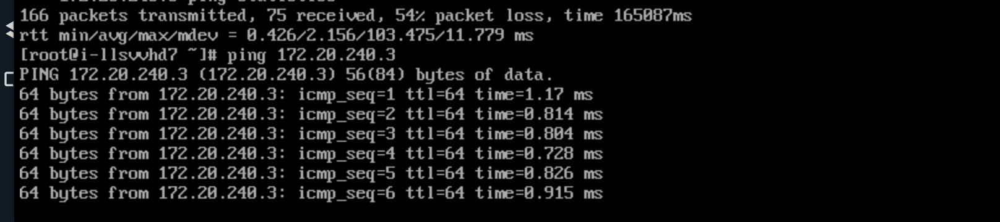 ping statistics
166 packets transmitted, 75 received, 54% packet loss, time 165087ms
rtt min/avg/max/mdev = 0.426/2.156/103.475/11.779 ms
[root@i-llsvvhd7 ~]# ping 172.20.240.3
PING 172.20.240.3 (172.20.240.3) 56(84) bytes of data.
64 bytes from 172.20.240.3: icmp_seq=1 ttl=64 time=1.17 ms
64 bytes from 172.20.240.3: icmp_seq=2 ttl=64 time=0.814 ms
64 bytes from 172.20.240.3: icmp_seq=3 ttl=64 time=0.804 ms
64 bytes from 172.20.240.3: icmp_seq=4 ttl=64 time=0.728 ms
64 bytes from 172.20.240.3: icmp_seq=5 ttl=64 time=0.826 ms
64 bytes from 172.20.240.3: icmp_seq=6 ttl=64 time=0.915 ms